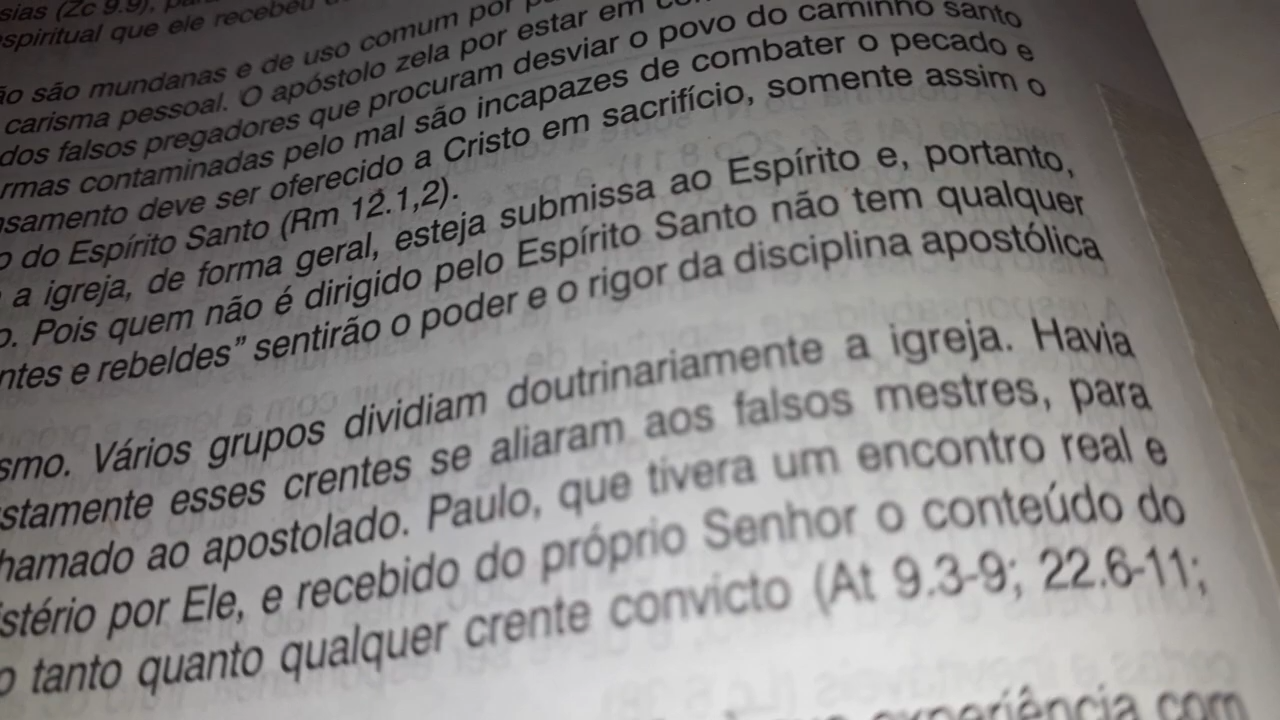 (Zc 9.9),
espiritual que ele recebeu
são mundanas e de uso comum por
carisma pessoal. O apóstolo zela por estar em
dos falsos pregadores que procuram desviar o povo do caminho santo
rmas contaminadas pelo mal são incapazes de combater o pecado e
nsamento deve ser oferecido a Cristo em sacrifício, somente assim o
o do Espírito Santo (Rm 12.1,2).
a igreja, de forma geral, esteja submissa ao Espírito e, portanto,
o. Pois quem não é dirigido pelo Espírito Santo não tem qualquer
ntes e rebeldes” sentirão o poder e o rigor da disciplina apostólica
smo. Vários grupos dividiam doutrinariamente a igreja. Havia
stamente esses crentes se aliaram aos falsos mestres, para
hamado ao apostolado. Paulo, que tivera um encontro real e
stério por Ele, e recebido do próprio Senhor o conteúdo do
o tanto quanto qualquer crente convicto (At 9.3-9; 22.6-11;
experiência com